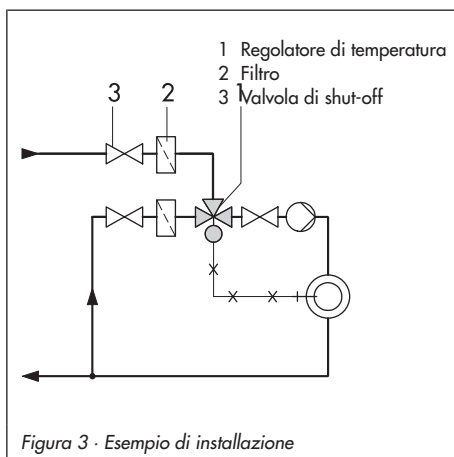 1 Regolatore di temperatura
2 Filtro
3 Valvola di shut-off
3 2 1
Figura 3 · Esempio di installazione